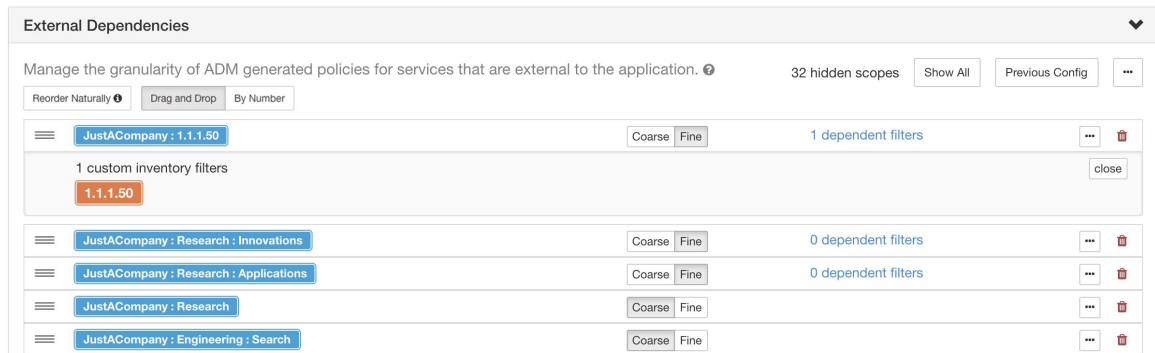 External Dependencies
Manage the granularity of ADM generated policies for services that are external to the application.
32 hidden scopes Show All Previous Config
Reorder Naturally Drag and Drop By Number
JustACompany : 1.1.1.50 Coarse Fine 1 dependent filters
1 custom inventory filters close
1.1.1.50
JustACompany : Research : Innovations Coarse Fine 0 dependent filters
JustACompany : Research : Applications Coarse Fine 0 dependent filters
JustACompany : Research Coarse Fine
JustACompany : Engineering : Search Coarse Fine